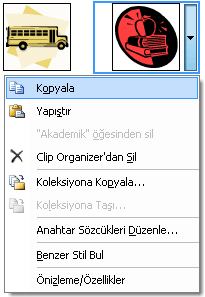 Kopyala
Yapıştır
"Akademik" öğesinden sil
Clip Organizer'dan Sil
Koleksiyona Kopyala...
Koleksiyona Taşı...
Anahtar Sözcükleri Düzenle...
Benzer Stil Bul
Önizleme/Özellikler